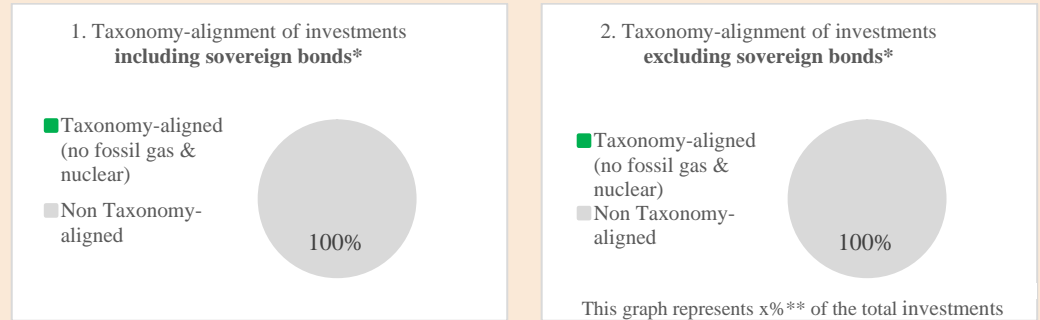 1. Taxonomy-alignment of investments
including sovereign bonds*
Taxonomy-aligned
(no fossil gas &
nuclear)
Non Taxonomy-
aligned
100%
2. Taxonomy-alignment of investments
excluding sovereign bonds*
Taxonomy-aligned
(no fossil gas &
nuclear)
Non Taxonomy-
aligned
100%
This graph represents x%** of the total investments